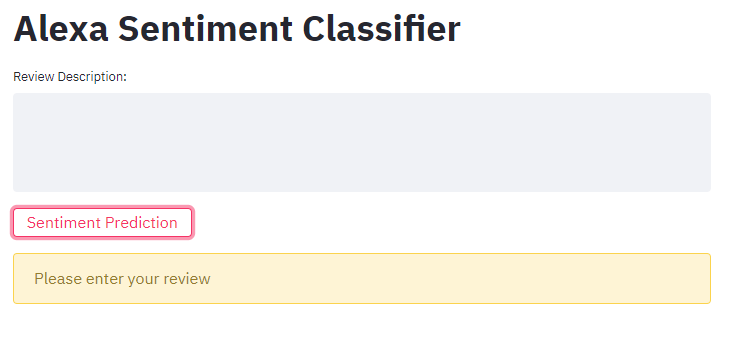 Alexa Sentiment Classifier
Review Description:
Sentiment Prediction
Please enter your review